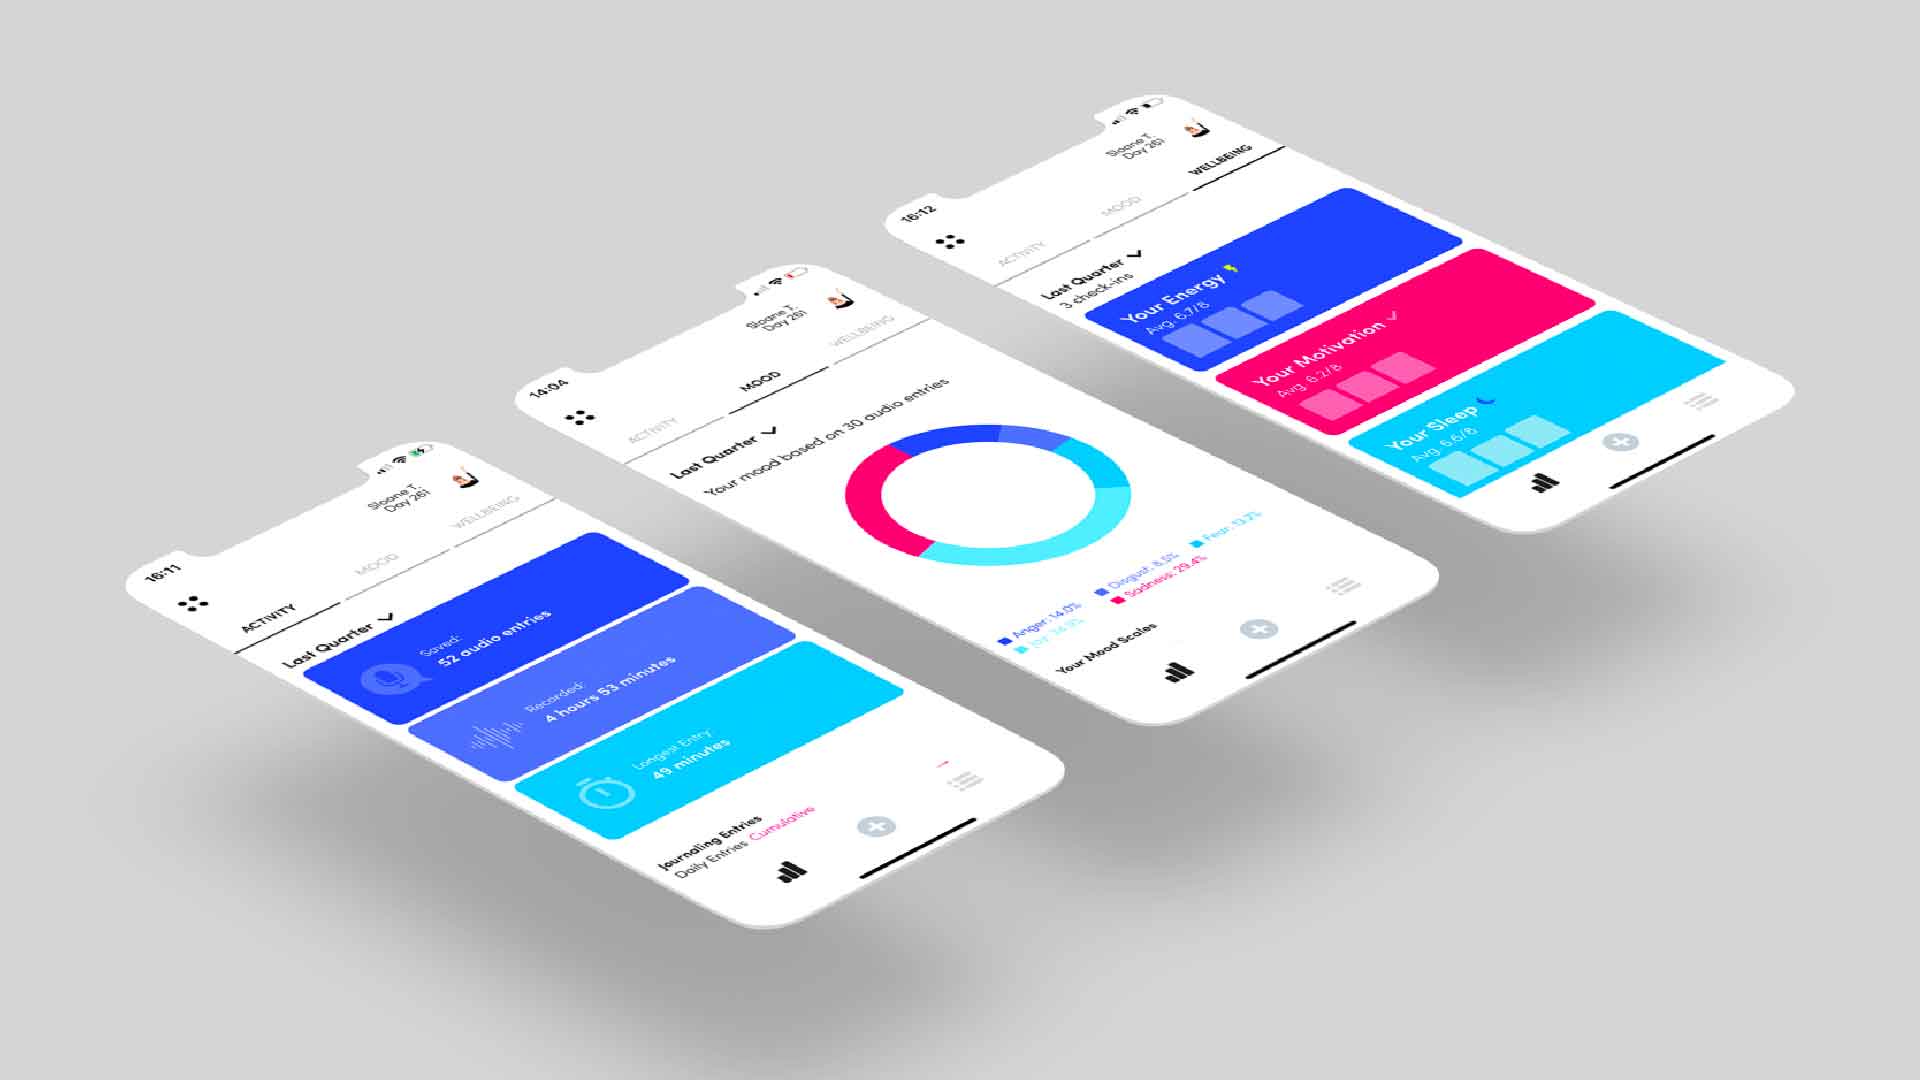 16:11
Sloane T.
Day 261
ACTIVITY
MOOD
WELLBEING
Last Quarter
Saved:
52 audio entries
Recorded:
4 hours 53 minutes
Longest Entry
49 minutes
Journaling Entries
Daily Entries Cumulative
14:04
Sloane T.
Day 261
ACTIVITY
MOOD
WELLBEING
Last Quarter
Your mood based on 30 audio entries
Anger: 14.0%
Disgust: 8.5%
Fear: 13.2%
Sadness: 29.4%
Your Mood Scales
16:12
Sloane T.
Day 261
ACTIVITY
MOOD
WELLBEING
Last Quarter
3 check-ins
Your Energy
Avg. 6.7/8
Your Motivation
Avg. 6.2/8
Your Sleep
Avg. 6.6/8